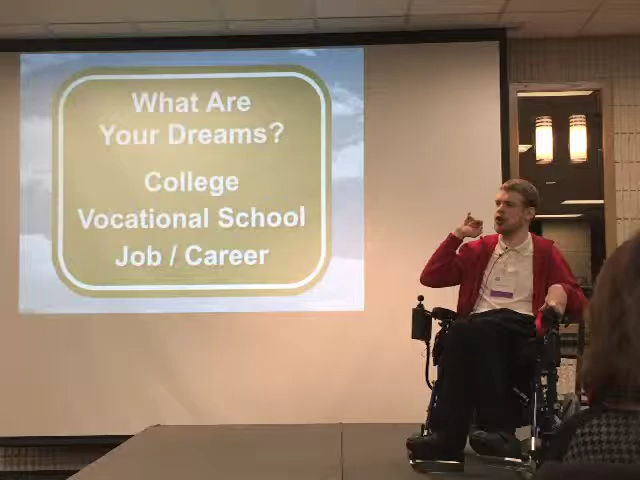 What Are
Your Dreams?
College
Vocational School
Job / Career